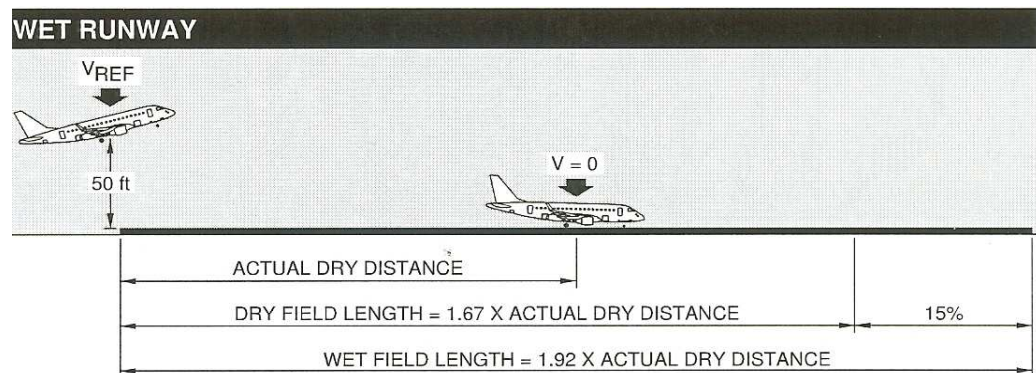 WET RUNWAY
VREF
50 ft
V = 0
ACTUAL DRY DISTANCE
DRY FIELD LENGTH = 1.67 X ACTUAL DRY DISTANCE
15%
WET FIELD LENGTH = 1.92 X ACTUAL DRY DISTANCE